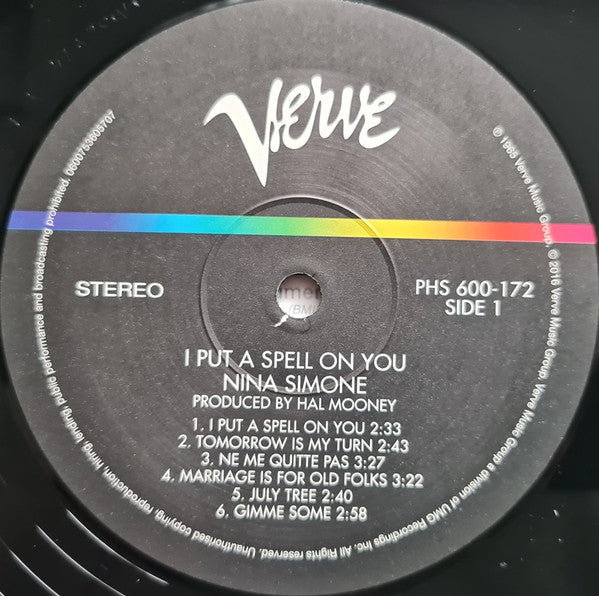 Verve
STEREO
PHS 600-172
SIDE 1
I PUT A SPELL ON YOU
NINA SIMONE
PRODUCED BY HAL MOONEY
1. I PUT A SPELL ON YOU 2:33
2. TOMORROW IS MY TURN 2:43
3. NE ME QUITTE PAS 3:27
4. MARRIAGE IS FOR OLD FOLKS 3:22
5. JULY TREE 2:40
6. GIMME SOME 2:58
℗ 1965 Verve Music Group. © 2016 Verve Music Group. Verve Music Group a division of UMG Recordings Inc. All Rights reserved. Unauthorised copying, reproduction, hiring, lending, public performance and broadcasting prohibited. 0600753605707